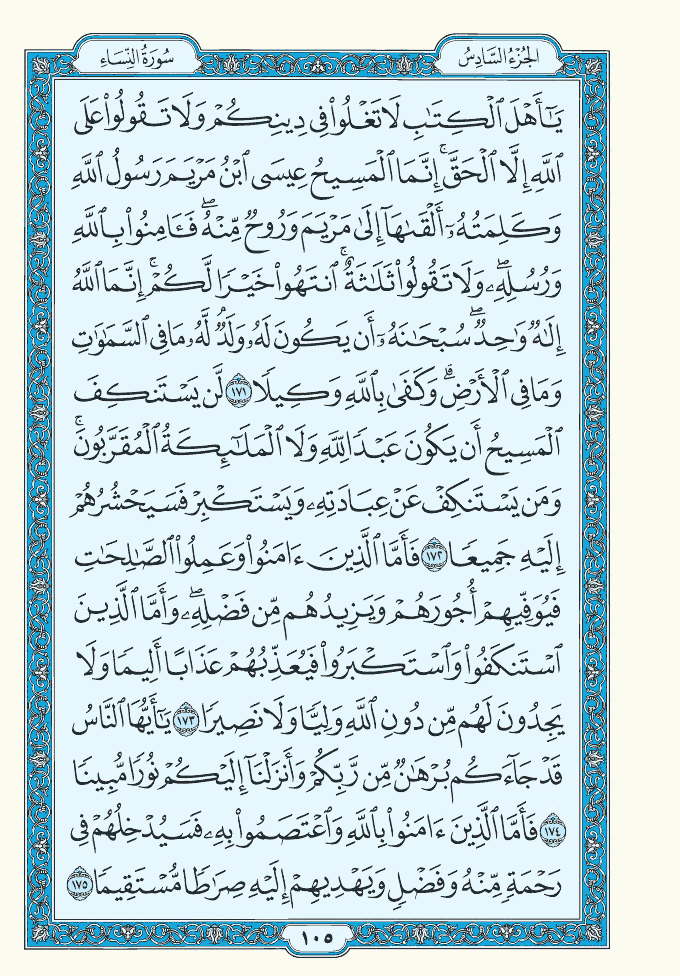 الجُزْءُ السَّادِسُ
سُورَةُ النِّسَاءِ
يَٰٓأَهْلَ ٱلْكِتَٰبِ لَا تَغْلُوا۟ فِى دِينِكُمْ وَلَا تَقُولُوا۟ عَلَى
ٱللَّهِ إِلَّا ٱلْحَقَّ ۚ إِنَّمَا ٱلْمَسِيحُ عِيسَى ٱبْنُ مَرْيَمَ رَسُولُ ٱللَّهِ
وَكَلِمَتُهُۥٓ أَلْقَىٰهَآ إِلَىٰ مَرْيَمَ وَرُوحٌ مِّنْهُ ۖ فَـَٔامِنُوا۟ بِٱللَّهِ
وَرُسُلِهِۦ ۖ وَلَا تَقُولُوا۟ ثَلَٰثَةٌ ۚ ٱنتَهُوا۟ خَيْرًا لَّكُمْ ۚ إِنَّمَا ٱللَّهُ
إِلَٰهٌ وَٰحِدٌ ۖ سُبْحَٰنَهُۥٓ أَن يَكُونَ لَهُۥ وَلَدٌ ۘ لَّهُۥ مَا فِى ٱلسَّمَٰوَٰتِ
وَمَا فِى ٱلْأَرْضِ ۗ وَكَفَىٰ بِٱللَّهِ وَكِيلًا ١٧١ لَّن يَسْتَنكِفَ
ٱلْمَسِيحُ أَن يَكُونَ عَبْدًا لِّلَّهِ وَلَا ٱلْمَلَٰٓئِكَةُ ٱلْمُقَرَّبُونَ ۚ
وَمَن يَسْتَنكِفْ عَنْ عِبَادَتِهِۦ وَيَسْتَكْبِرْ فَسَيَحْشُرُهُمْ
إِلَيْهِ جَمِيعًا ١٧٢ فَأَمَّا ٱلَّذِينَ ءَامَنُوا۟ وَعَمِلُوا۟ ٱلصَّٰلِحَٰتِ
فَيُوَفِّيهِمْ أُجُورَهُمْ وَيَزِيدُهُم مِّن فَضْلِهِۦ ۖ وَأَمَّا ٱلَّذِينَ
ٱسْتَنكَفُوا۟ وَٱسْتَكْبَرُوا۟ فَيُعَذِّبُهُمْ عَذَابًا أَلِيمًا وَلَا
يَجِدُونَ لَهُم مِّن دُونِ ٱللَّهِ وَلِيًّا وَلَا نَصِيرًا ١٧٣ يَٰٓأَيُّهَا ٱلنَّاسُ
قَدْ جَآءَكُم بُرْهَٰنٌ مِّن رَّبِّكُمْ وَأَنزَلْنَآ إِلَيْكُمْ نُورًا مُّبِينًا
١٧٤ فَأَمَّا ٱلَّذِينَ ءَامَنُوا۟ بِٱللَّهِ وَٱعْتَصَمُوا۟ بِهِۦ فَسَيُدْخِلُهُمْ فِى
رَحْمَةٍ مِّنْهُ وَفَضْلٍ وَيَهْدِيهِمْ إِلَيْهِ صِرَٰطًا مُّسْتَقِيمًا ١٧٥
١٠٥